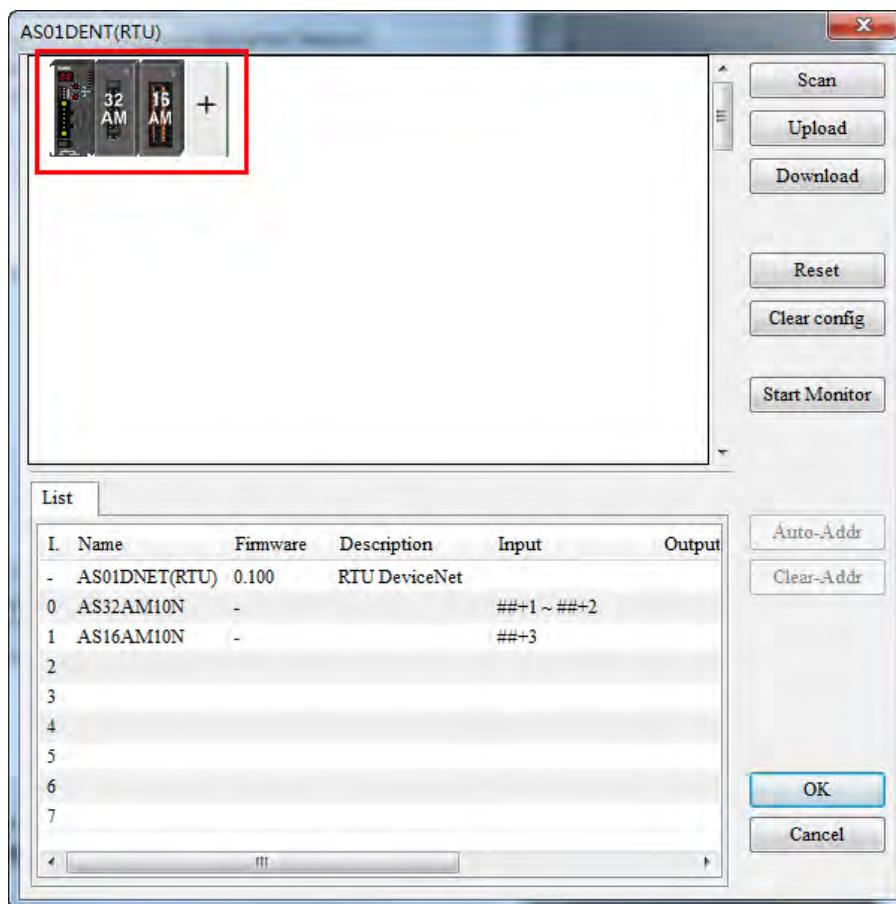 AS01DENT(RTU)
32
AM
16
AM
+
Scan
Upload
Download
Reset
Clear config
Start Monitor
List
I. Name Firmware Description Input Output
- AS01DNET(RTU) 0.100 RTU DeviceNet
0 AS32AM10N - ##+1 ~ ##+2
1 AS16AM10N - ##+3
2
3
4
5
6
7
Auto-Addr
Clear-Addr
OK
Cancel